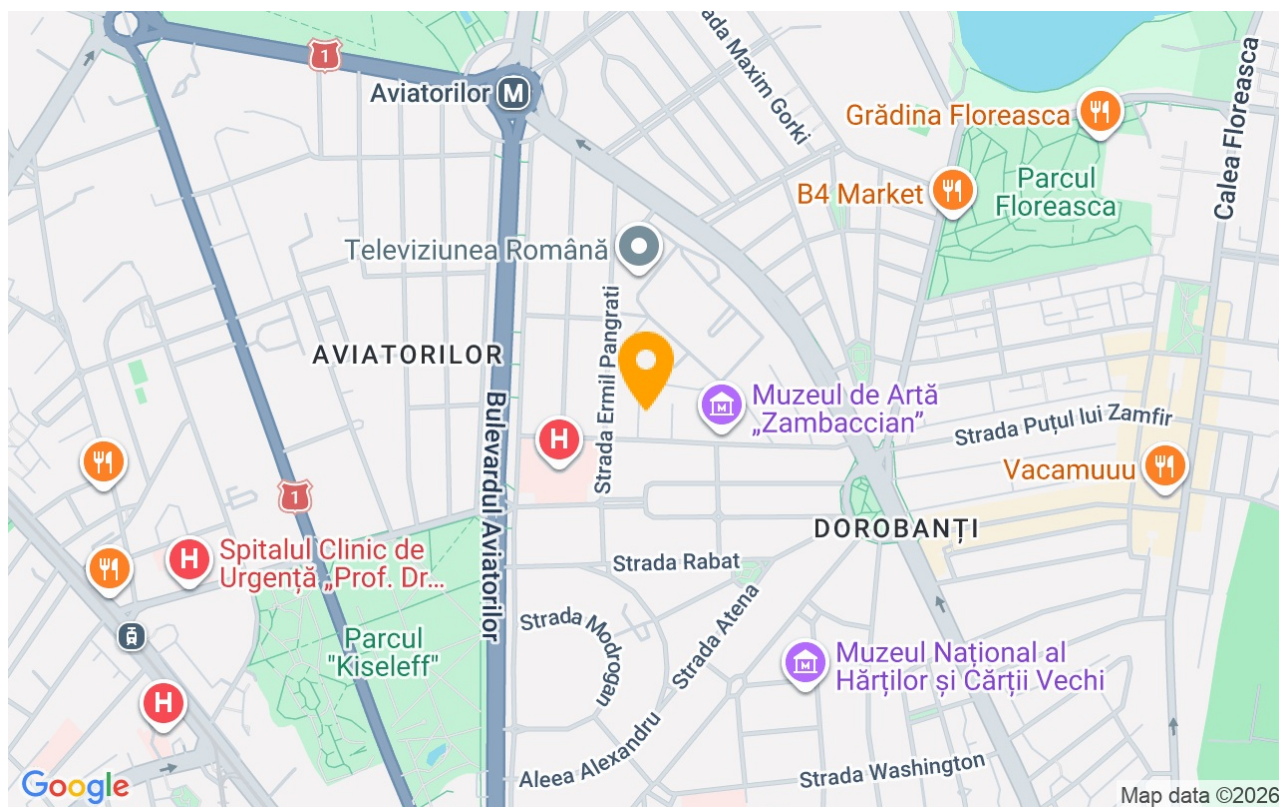 1
Aviatorilor
M
ada Maxim Gorki
Grădina Floreasca
B4 Market
Parcul
Floreasca
Calea Floreasca
Televiziunea Română
Strada Ermil Pangrati
AVIATORILOR
Bulevardul Aviatorilor
H
Muzeul de Artă
„Zambaccian”
Strada Puțul lui Zamfir
Vacamuuu
1
DOROBANȚI
H
Spitalul Clinic de
Urgență „Prof. Dr...
Strada Rabat
Strada Modrogan
Strada Atena
Parcul
"Kiseleff"
Muzeul Național al
Hărților și Cărții Vechi
H
Aleea Alexandru
Strada Washington
Google
Map data ©2026